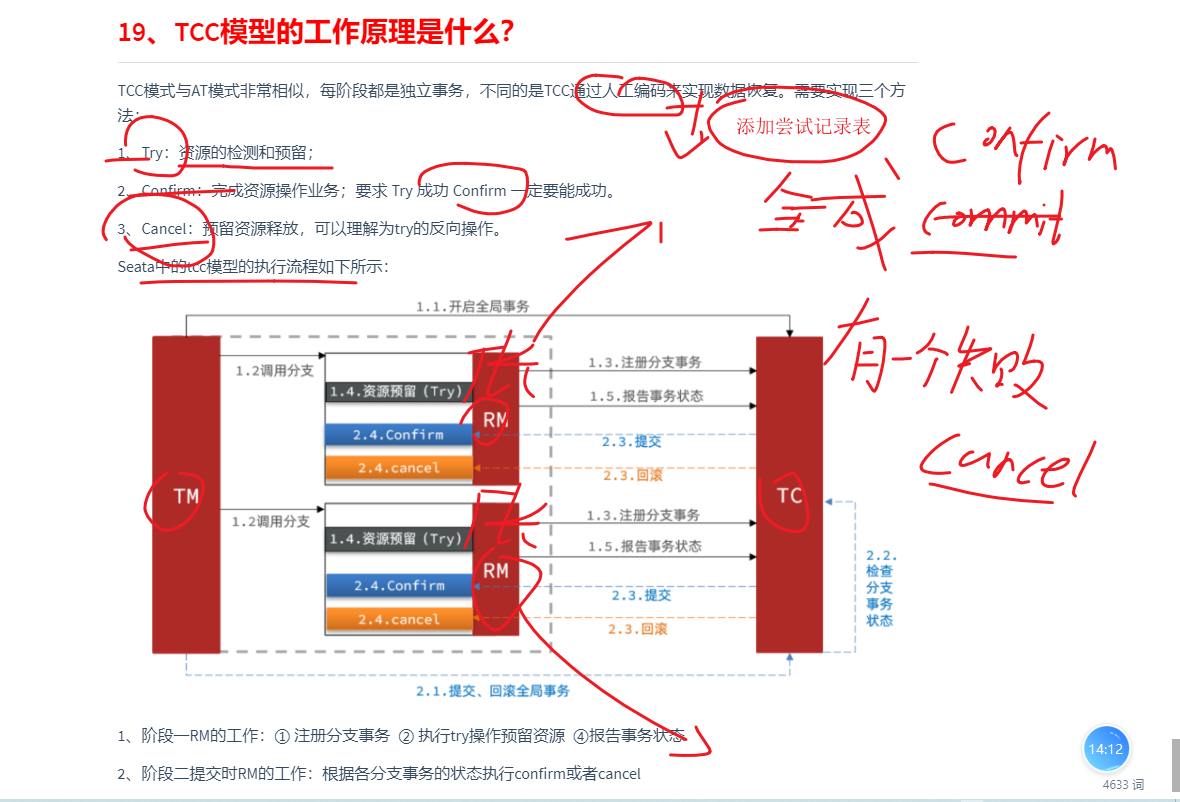 19、TCC模型的工作原理是什么？
TCC模式与AT模式非常相似，每阶段都是独立事务，不同的是TCC通过人工编码来实现数据恢复。需要实现三个方
法：
添加尝试记录表
1、Try：资源的检测和预留；
2、Confirm：完成资源操作业务；要求 Try 成功 Confirm 一定要能成功。
3、Cancel：预留资源释放，可以理解为try的反向操作。
Seata中的tcc模型的执行流程如下所示：
Confirm
全成
commit
有一个失败
cancel
1.1.开启全局事务
1.2调用分支
1.3.注册分支事务
1.4.资源预留（Try）
1.5.报告事务状态
RM
2.4.Confirm
2.3.提交
2.4.cancel
2.3.回滚
TM
TC
1.2调用分支
1.3.注册分支事务
1.4.资源预留（Try）
1.5.报告事务状态
RM
2.4.Confirm
2.3.提交
2.4.cancel
2.3.回滚
2.2.
检查
分支
事务
状态
2.1.提交、回滚全局事务
1、阶段一RM的工作：① 注册分支事务 ② 执行try操作预留资源 ④报告事务状态
2、阶段二提交时RM的工作：根据各分支事务的状态执行confirm或者cancel
14:12
4633 词